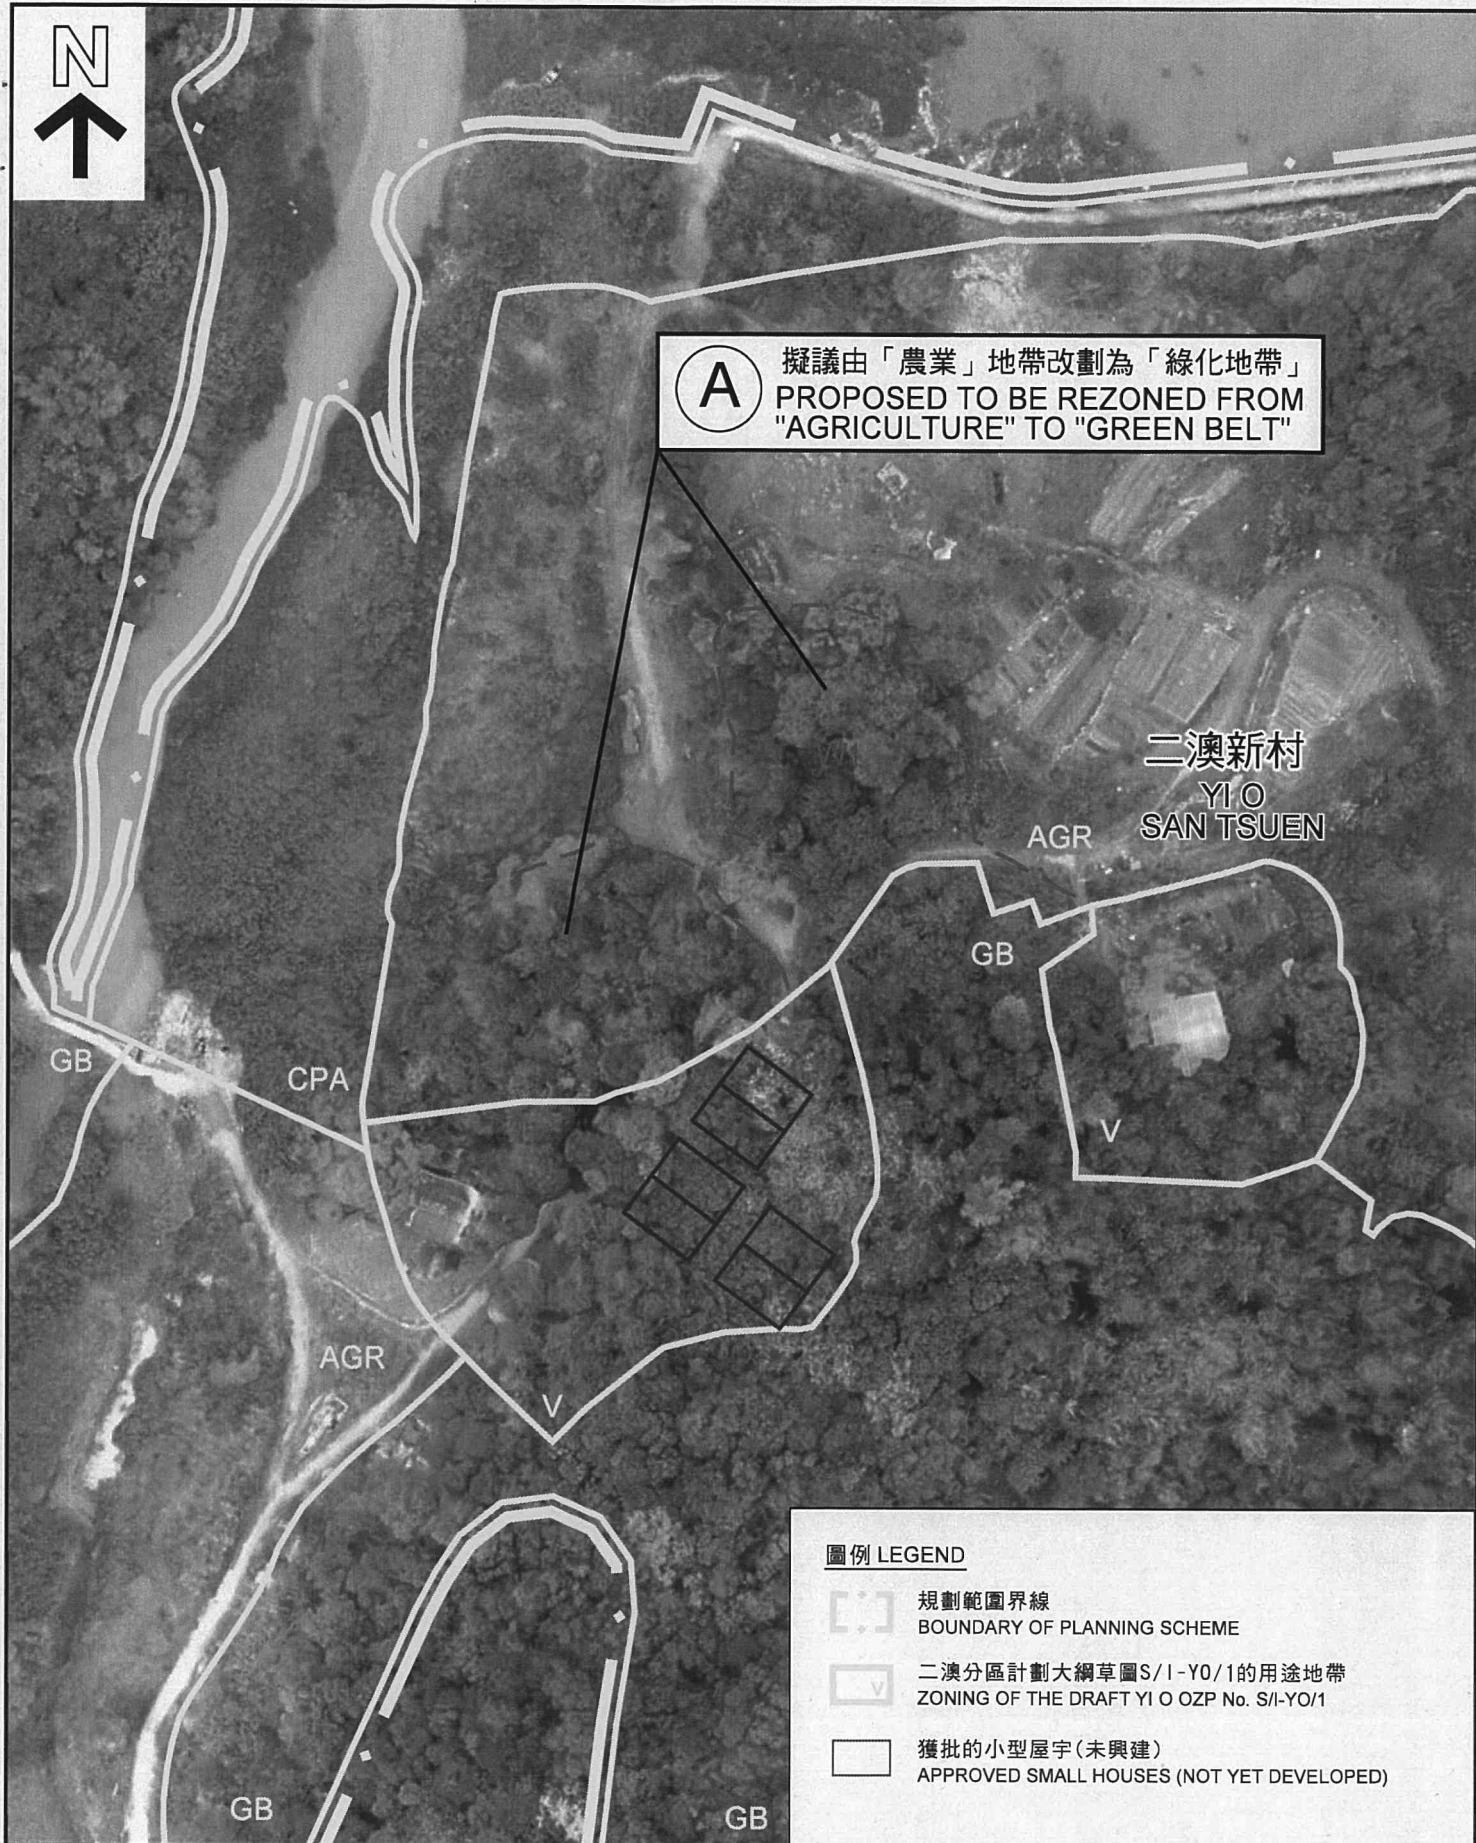 N
A
擬議由「農業」地帶改劃為「綠化地帶」
PROPOSED TO BE REZONED FROM
"AGRICULTURE" TO "GREEN BELT"
二澳新村
YI O
SAN TSUEN
AGR
GB
GB
CPA
V
AGR
V
圖例 LEGEND
規劃範圍界線
BOUNDARY OF PLANNING SCHEME
V
二澳分區計劃大綱草圖S/I-YO/1的用途地帶
ZONING OF THE DRAFT YI O OZP No. S/I-YO/1
獲批的小型屋宇(未興建)
APPROVED SMALL HOUSES (NOT YET DEVELOPED)
GB
GB